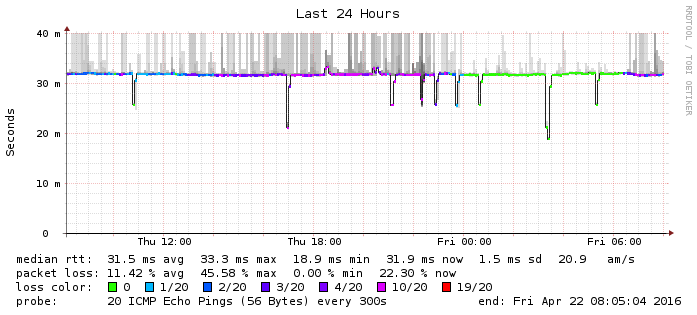 Last 24 Hours
RRDTOOL / TOBI OETIKER
Seconds
40 m
30 m
20 m
10 m
0
Thu 12:00 Thu 18:00 Fri 00:00 Fri 06:00
median rtt: 31.5 ms avg 33.3 ms max 18.9 ms min 31.9 ms now 1.5 ms sd 20.9 am/s
packet loss: 11.42 % avg 45.58 % max 0.00 % min 22.30 % now
loss color: 0 1/20 2/20 3/20 4/20 10/20 19/20
probe: 20 ICMP Echo Pings (56 Bytes) every 300s end: Fri Apr 22 08:05:04 2016